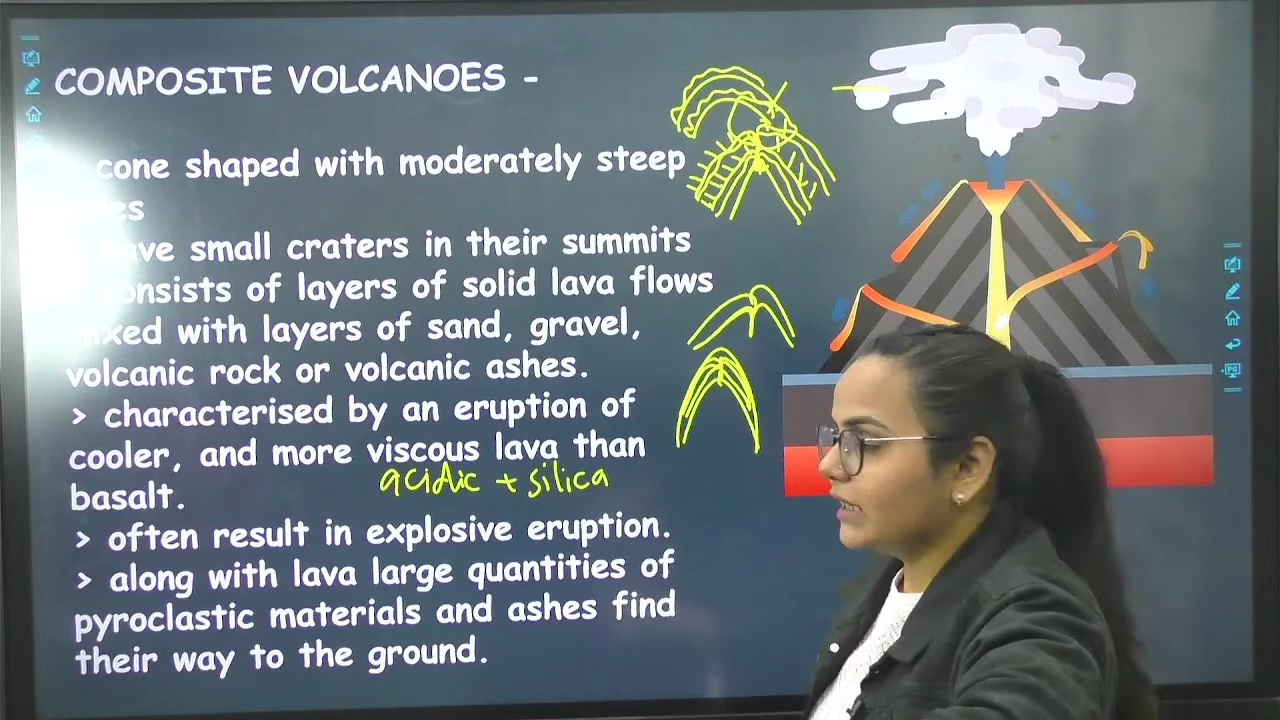 COMPOSITE VOLCANOES -
cone shaped with moderately steep
have small craters in their summits
consists of layers of solid lava flows
mixed with layers of sand, gravel,
volcanic rock or volcanic ashes.
> characterised by an eruption of
cooler, and more viscous lava than
acidic + silica
basalt.
> often result in explosive eruption.
> along with lava large quantities of
pyroclastic materials and ashes find
their way to the ground.